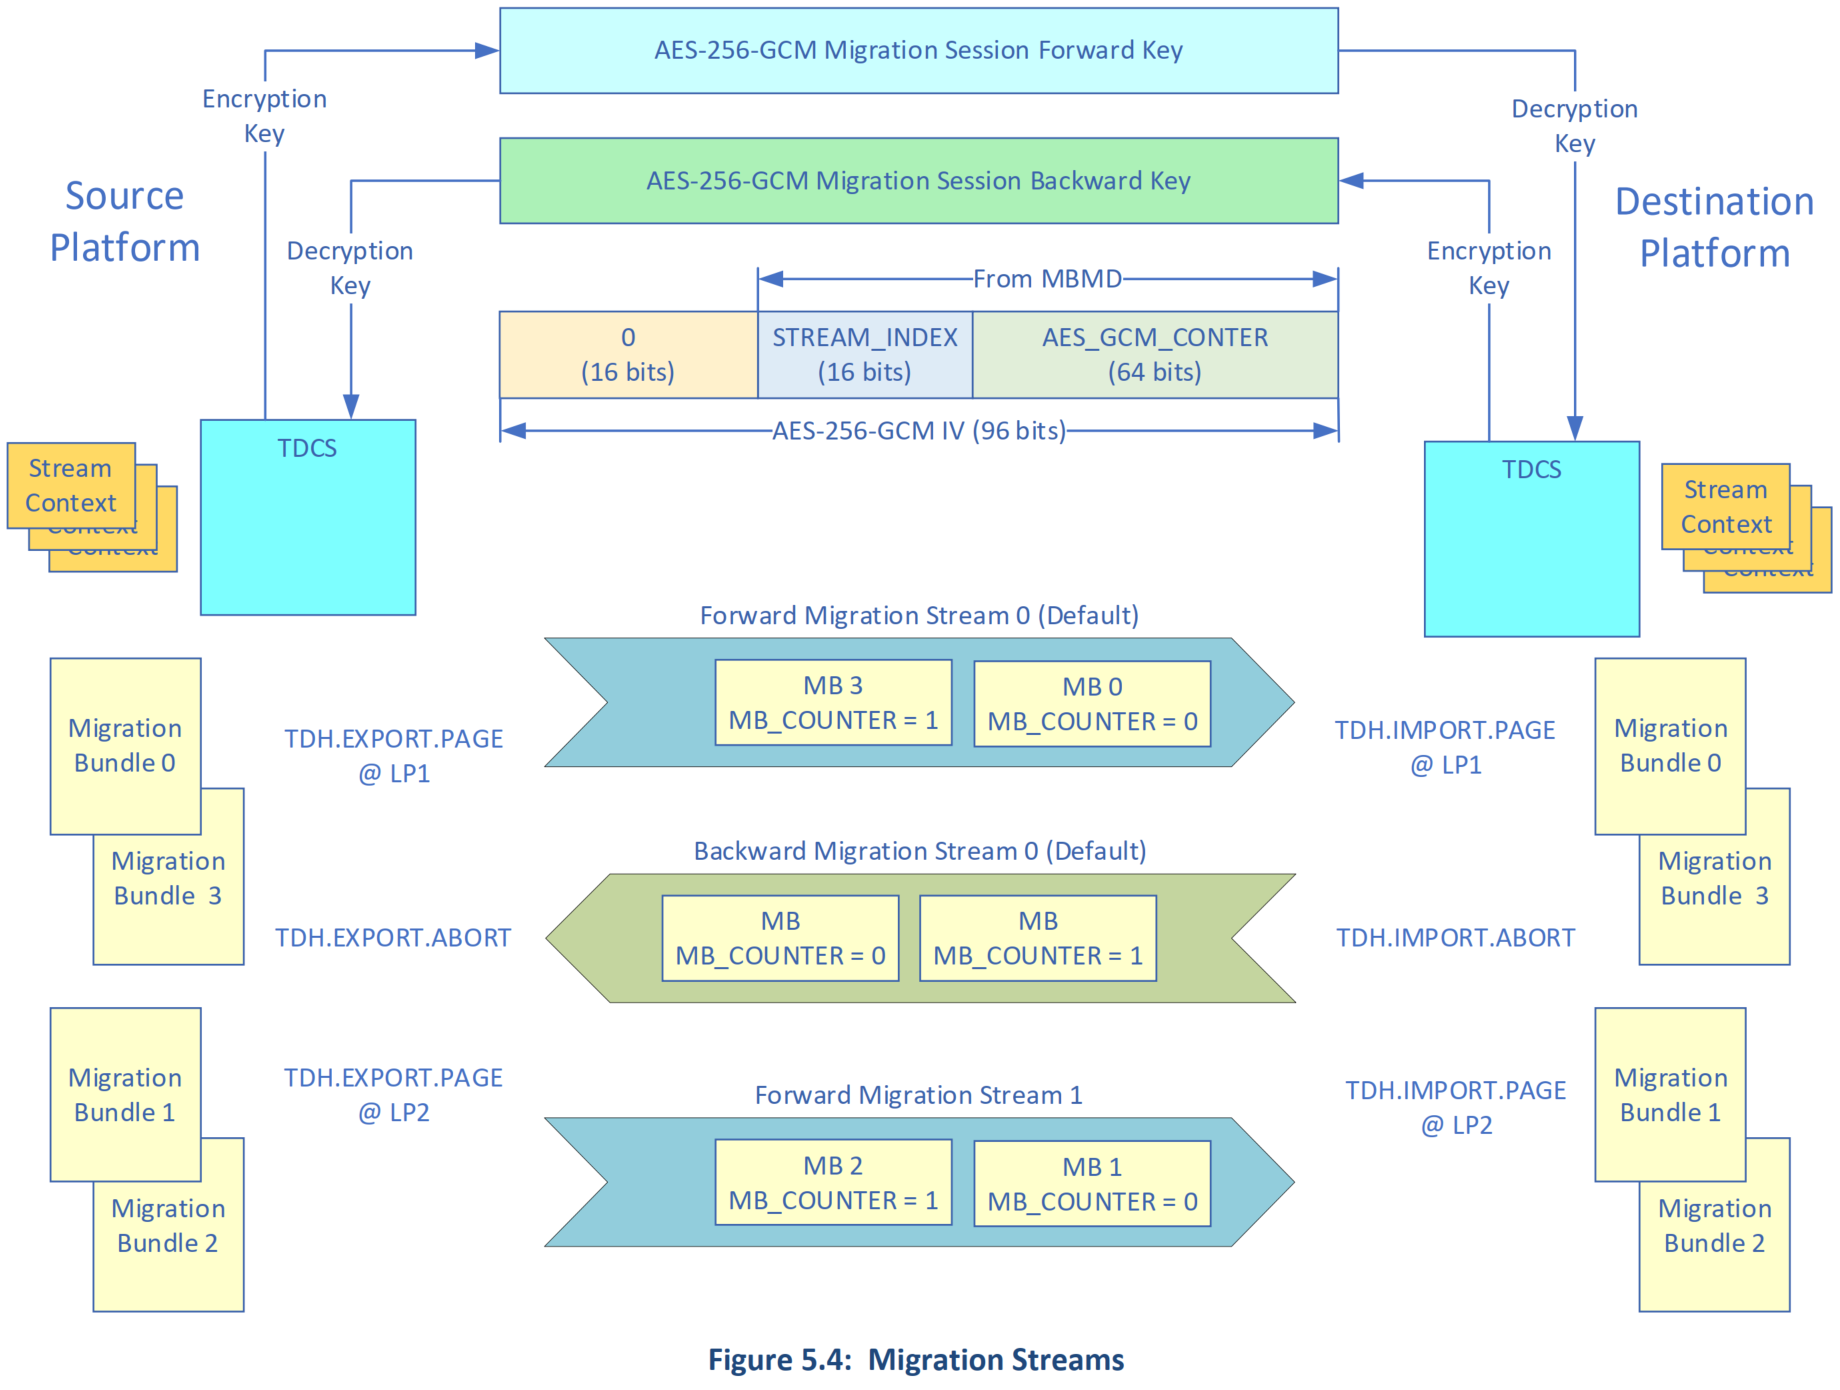 AES-256-GCM Migration Session Forward Key
Encryption
Key
Decryption
Key
AES-256-GCM Migration Session Backward Key
Source
Platform
Destination
Platform
Decryption
Key
Encryption
Key
From MBMD
0
(16 bits)
STREAM_INDEX
(16 bits)
AES_GCM_CONTER
(64 bits)
AES-256-GCM IV (96 bits)
TDCS
TDCS
Stream
Context
Context
Context
Stream
Context
Context
Context
Forward Migration Stream 0 (Default)
MB 3
MB_COUNTER = 1
MB 0
MB_COUNTER = 0
Migration
Bundle 0
TDH.EXPORT.PAGE
@ LP1
TDH.IMPORT.PAGE
@ LP1
Migration
Bundle 0
Migration
Bundle 3
Migration
Bundle 3
Backward Migration Stream 0 (Default)
TDH.EXPORT.ABORT
MB
MB_COUNTER = 0
MB
MB_COUNTER = 1
TDH.IMPORT.ABORT
Migration
Bundle 1
TDH.EXPORT.PAGE
@ LP2
Forward Migration Stream 1
TDH.IMPORT.PAGE
@ LP2
Migration
Bundle 1
MB 2
MB_COUNTER = 1
MB 1
MB_COUNTER = 0
Migration
Bundle 2
Migration
Bundle 2
Figure 5.4: Migration Streams